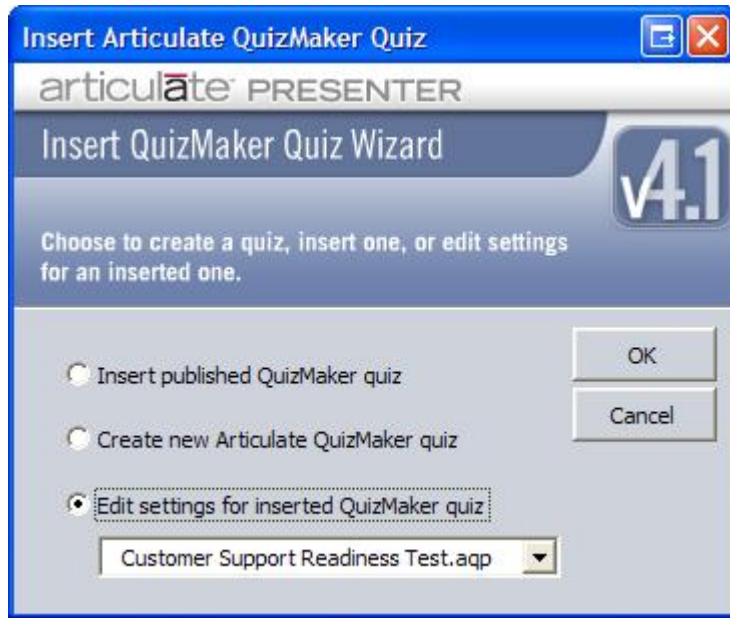 Insert Articulate QuizMaker Quiz
articulate PRESENTER
Insert QuizMaker Quiz Wizard
v4.1
Choose to create a quiz, insert one, or edit settings
for an inserted one.
Insert published QuizMaker quiz
OK
Create new Articulate QuizMaker quiz
Cancel
Edit settings for inserted QuizMaker quiz
Customer Support Readiness Test.aqp